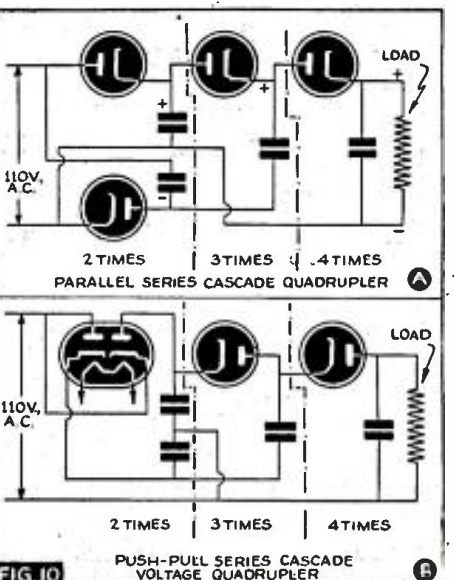 LOAD
+
+
+
110V.,
A.C.
-
-
2 TIMES 3 TIMES 4 TIMES
PARALLEL SERIES CASCADE QUADRUPLER A
LOAD
110V.,
A.C.
2 TIMES 3 TIMES 4 TIMES
FIG 10
PUSH-PULL SERIES CASCADE
VOLTAGE QUADRUPLER B